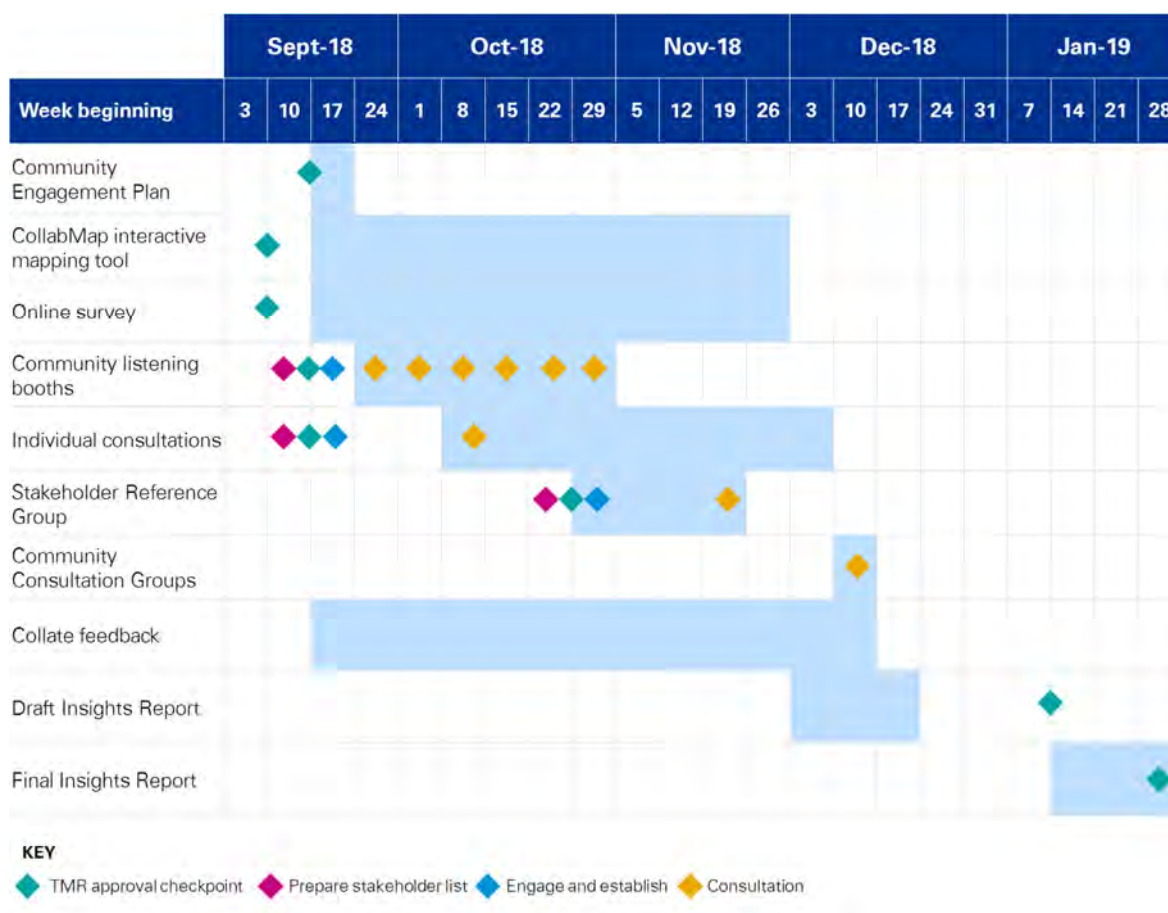 Sept-18 Oct-18 Nov-18 Dec-18 Jan-19
Week beginning 3 10 17 24 1 8 15 22 29 5 12 19 26 3 10 17 24 31 7 14 21 28
Community
Engagement Plan
CollabMap interactive
mapping tool
Online survey
Community listening
booths
Individual consultations
Stakeholder Reference
Group
Community
Consultation Groups
Collate feedback
Draft Insights Report
Final Insights Report
KEY
TMR approval checkpoint Prepare stakeholder list Engage and establish Consultation